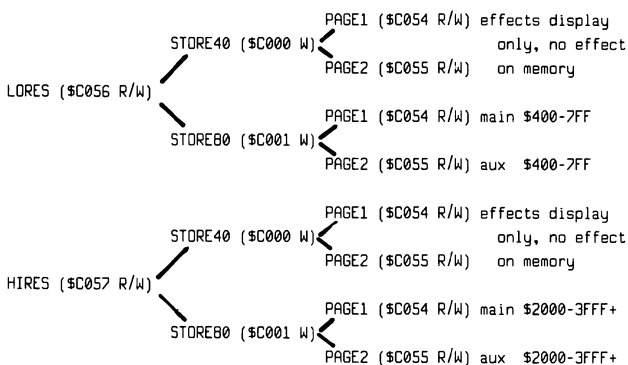 PAGE1 ($C054 R/W) effects display
STORE40 ($C000 W) only, no effect
PAGE2 ($C055 R/W) on memory
LORES ($C056 R/W)
PAGE1 ($C054 R/W) main $400-7FF
STORE80 ($C001 W)
PAGE2 ($C055 R/W) aux $400-7FF
PAGE1 ($C054 R/W) effects display
STORE40 ($C000 W) only, no effect
PAGE2 ($C055 R/W) on memory
HIRES ($C057 R/W)
PAGE1 ($C054 R/W) main $2000-3FFF+
STORE80 ($C001 W)
PAGE2 ($C055 R/W) aux $2000-3FFF+